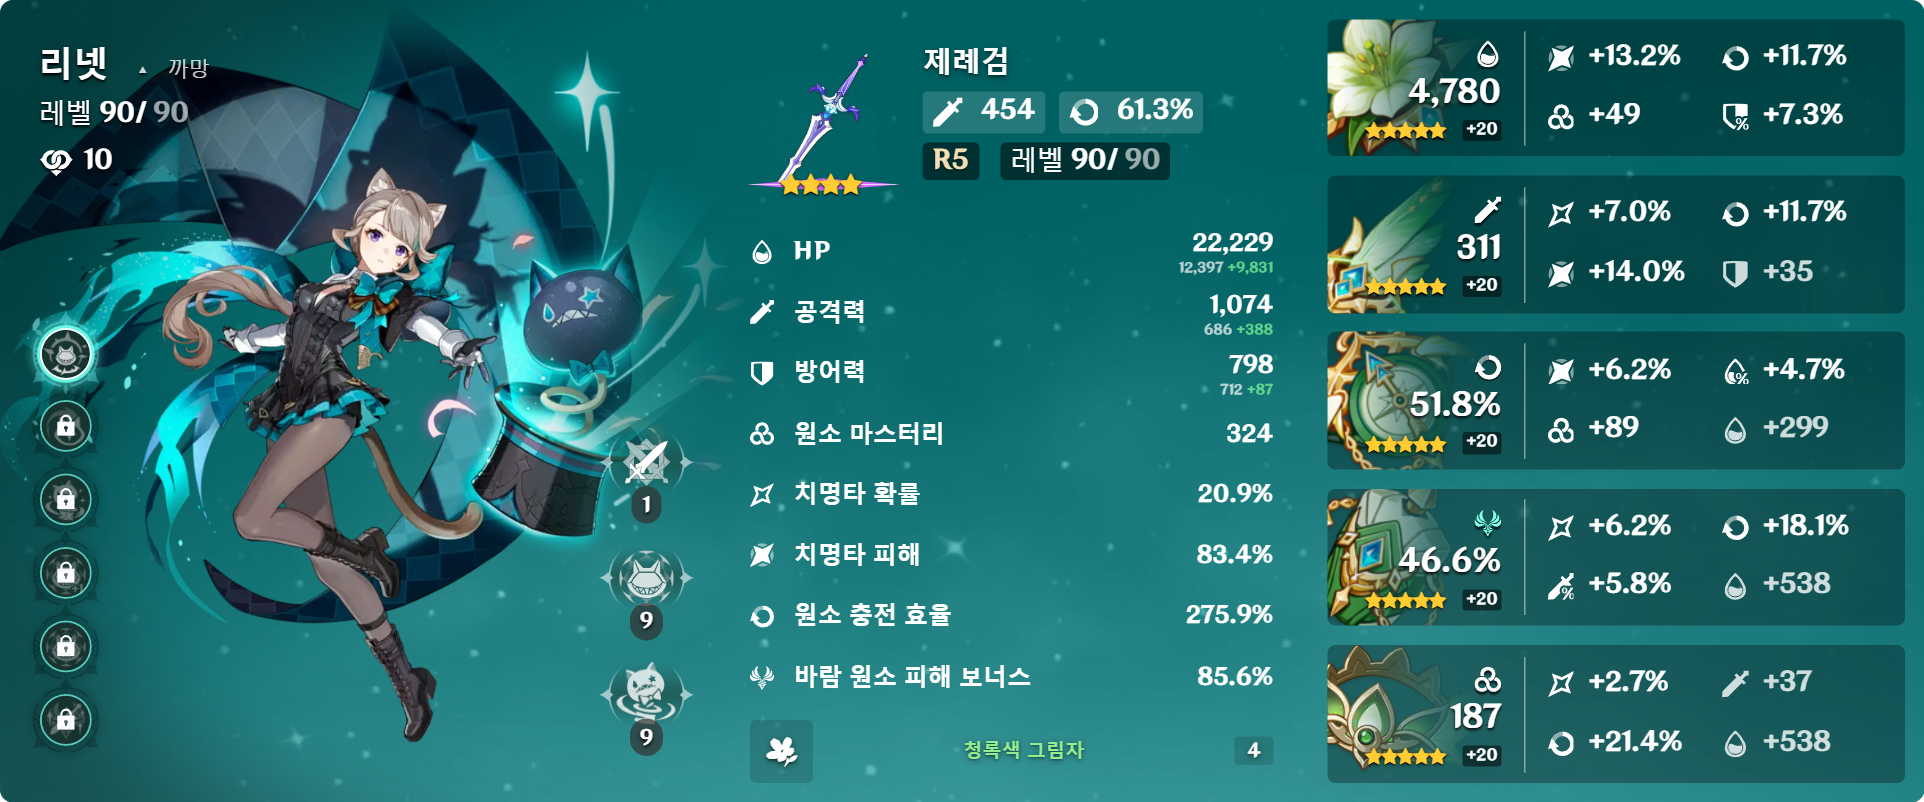 리넷 ▲ 까망
레벨 90/ 90
10
1
9
9
제례검
454 61.3%
R5 레벨 90/ 90
HP 22,229
12,397 +9,831
공격력 1,074
686 +388
방어력 798
712 +87
원소 마스터리 324
치명타 확률 20.9%
치명타 피해 83.4%
원소 충전 효율 275.9%
바람 원소 피해 보너스 85.6%
청록색 그림자 4
4,780
+20
+13.2% +11.7%
+49 +7.3%
311
+20
+7.0% +11.7%
+14.0% +35
51.8%
+20
+6.2% +4.7%
+89 +299
46.6%
+20
+6.2% +18.1%
+5.8% +538
187
+20
+2.7% +37
+21.4% +538